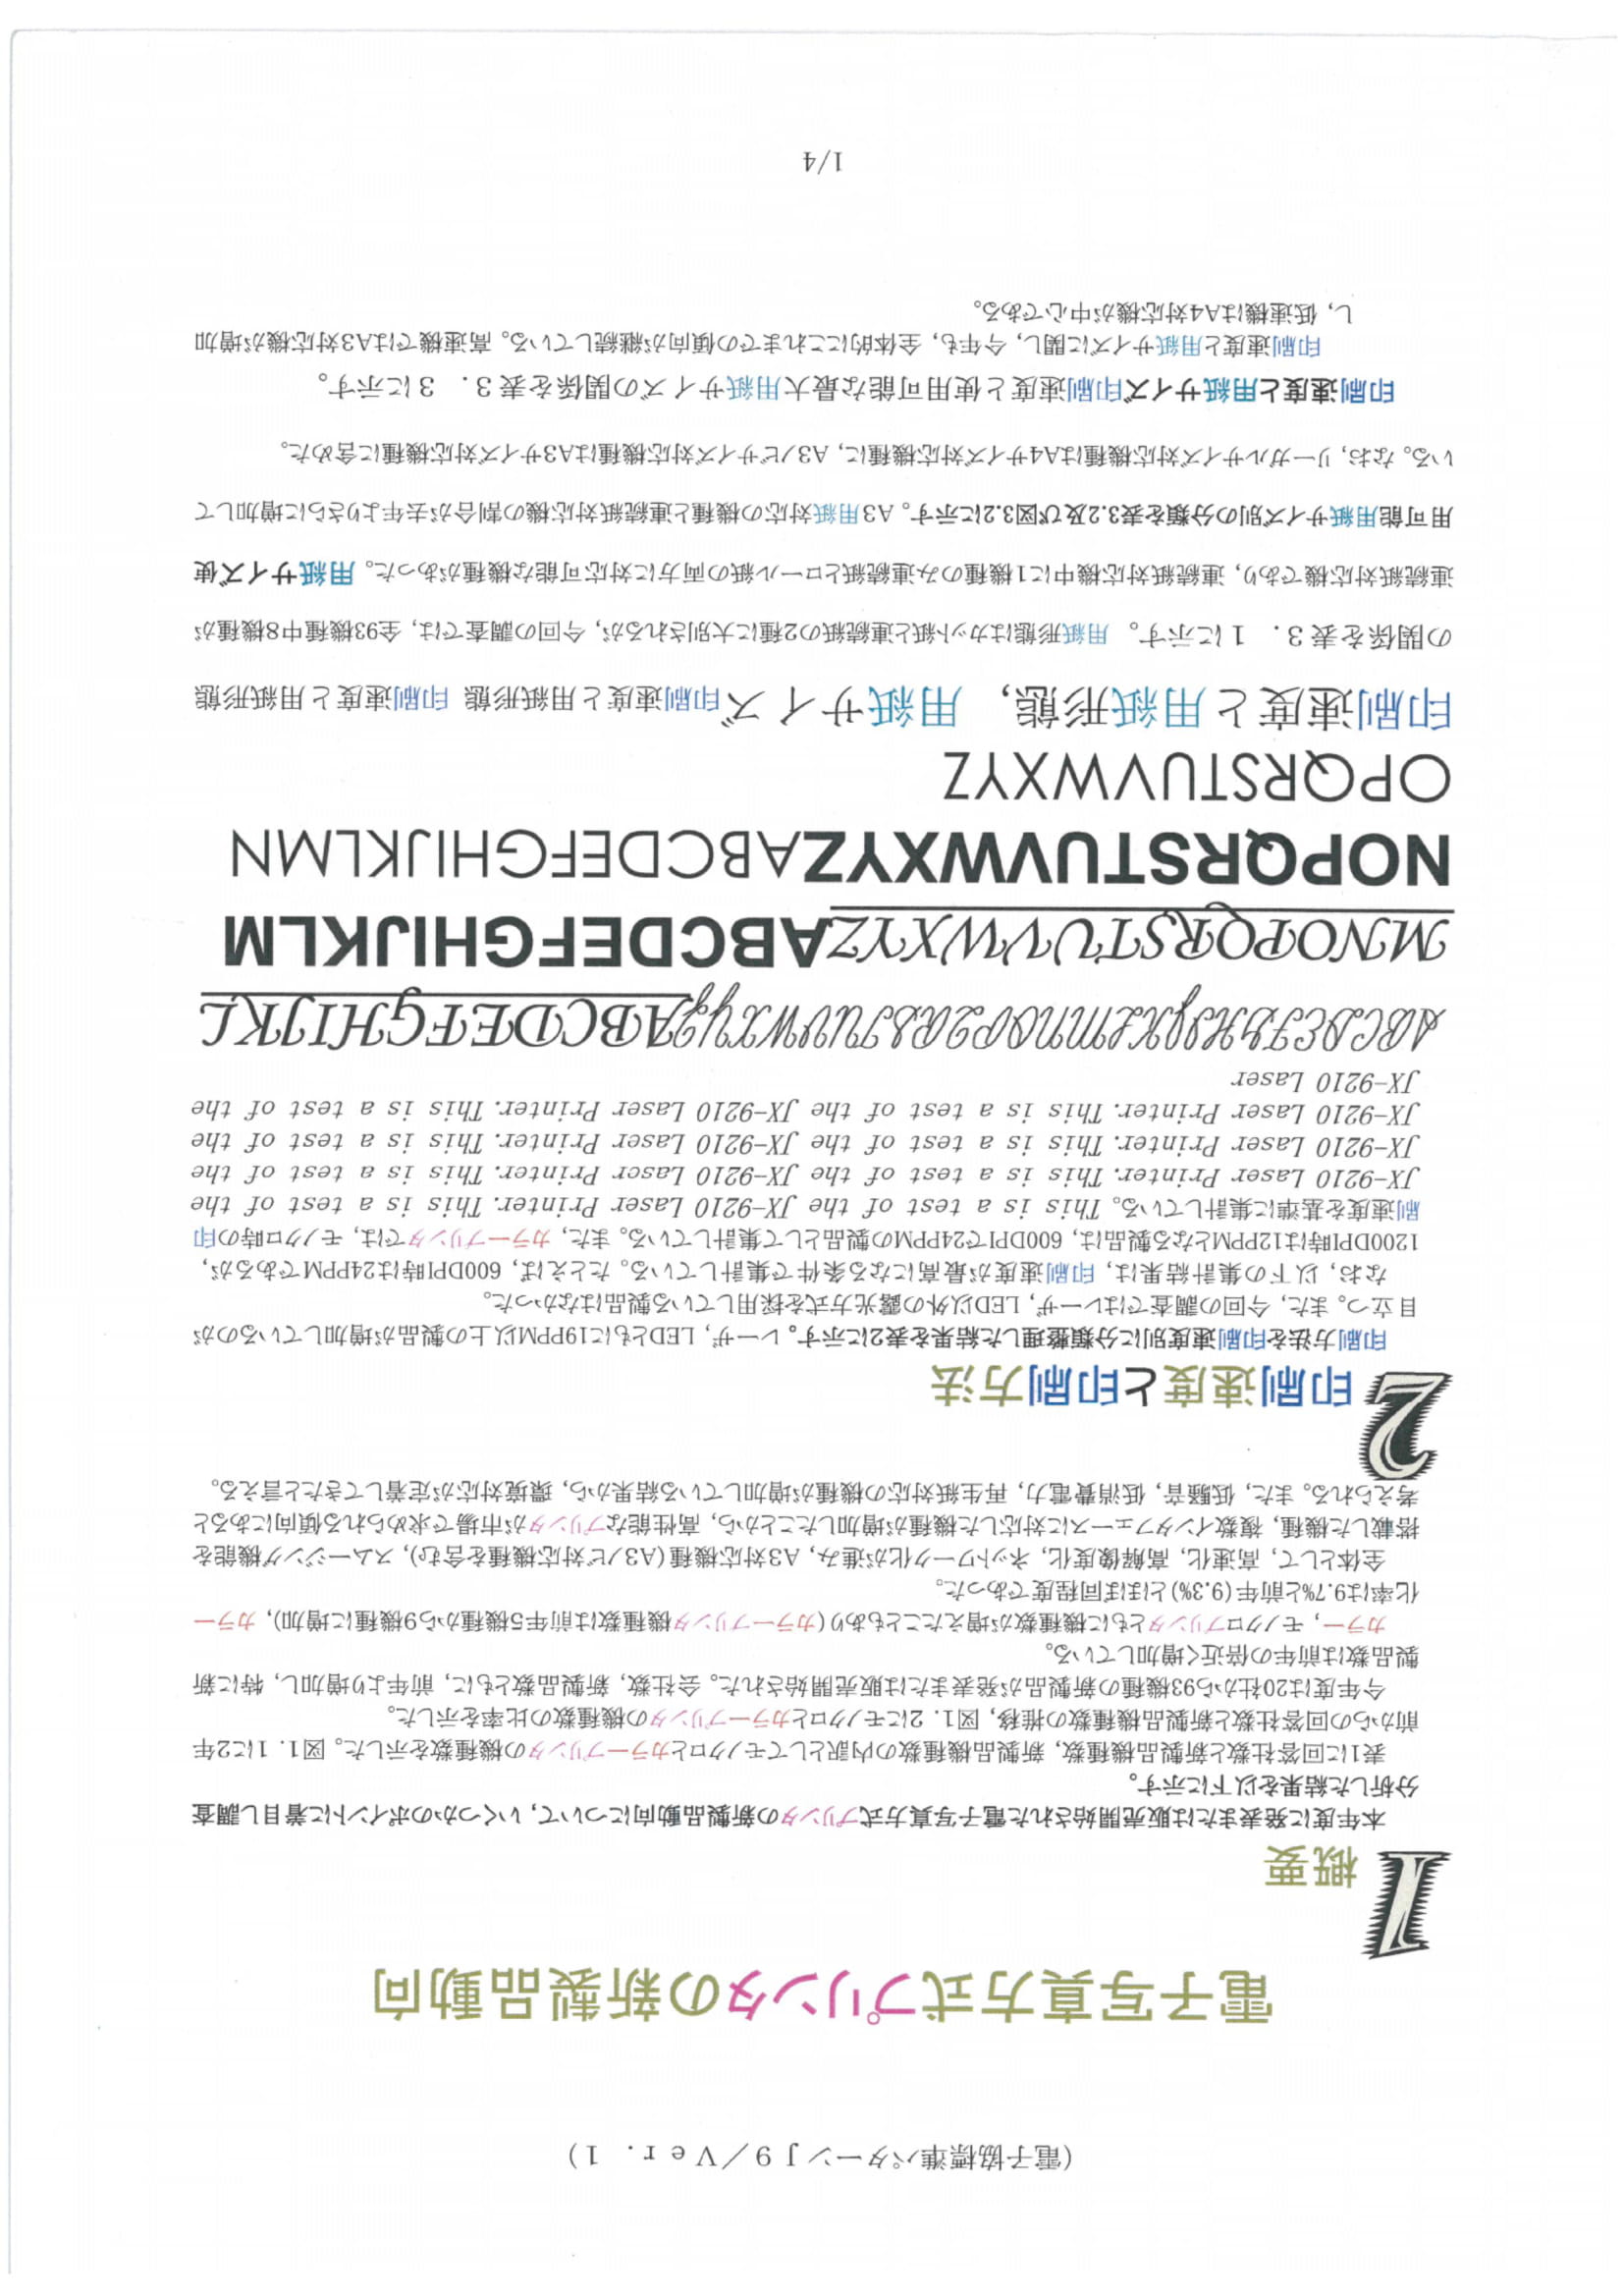 (電子協標準パターンJ9／Ver．1)
電子写真方式プリンタの新製品動向
1 概要
本年度に発表または販売開始された電子写真方式プリンタの新製品動向について，いくつかのポイントに着目し調査
分析した結果を以下に示す。
表1に回答社数と新製品機種数，新製品機種数の内訳としてモノクロとカラープリンタの機種数を示した。図1．1に2年
前からの回答社数と新製品機種数の推移，図1．2にモノクロとカラープリンタの機種数の比率を示した。
今年度は20社から93機種の新製品が発表または販売開始された。会社数，新製品数ともに，前年より増加し，特に新
製品数は前年の倍近く増加している。
カラー，モノクロプリンタともに機種数が増えたこともあり(カラープリンタ機種数は前年5機種から9機種に増加)，カラー
化率は9.7%と前年(9.3%)とほぼ同程度であった。
全体として，高速化，高解像度化，ネットワーク化が進み，A3対応機種(A3ノビ対応機種を含む)，スムージング機能を
搭載した機種，複数インタフェースに対応した機種が増加したことから，高性能なプリンタが市場で求められる傾向にあると
考えられる。また，低騒音，低消費電力，再生紙対応の機種が増加している結果から，環境対応が定着してきたと言える。
2 印刷速度と印刷方法
印刷方法を印刷速度別に分類整理した結果を表2に示す。レーザ，LEDともに19PPM以上の製品が増加しているのが
目立つ。また，今回の調査ではレーザ，LED以外の露光方式を採用している製品はなかった。
なお，以下の集計結果は，印刷速度が最高になる条件で集計している。たとえば，600DPI時は24PPMであるが，
1200DPI時は12PPMとなる製品は，600DPIで24PPMの製品として集計している。また，カラープリンタでは，モノクロ時の印
刷速度を基準に集計している。This is a test of the JX-9210 Laser Printer. This is a test of the
JX-9210 Laser Printer. This is a test of the JX-9210 Laser Printer. This is a test of the
JX-9210 Laser Printer. This is a test of the JX-9210 Laser Printer. This is a test of the
JX-9210 Laser Printer. This is a test of the JX-9210 Laser Printer. This is a test of the
JX-9210 Laser
ABCDEFGHIJKLMNOPQRSTUVWXYZABCDEFGHIJKL
MNOPQRSTUVWXYZABCDEFGHIJKLM
NOPQRSTUVWXYZABCDEFGHIJKLMN
OPQRSTUVWXYZ
印刷速度と用紙形態，用紙サイズ印刷速度と用紙形態 印刷速度と用紙形態
の関係を表3．1に示す。 用紙形態はカット紙と連続紙の2種に大別されるが，今回の調査では，全93機種中8機種が
連続紙対応機であり，連続紙対応機中に1機種のみ連続紙とロール紙の両方に対応可能な機種があった。用紙サイズ使
用可能用紙サイズ別の分類を表3.2及び図3.2に示す。A3用紙対応の機種と連続紙対応機の割合が去年よりさらに増加して
いる。なお，リーガルサイズ対応機種はA4サイズ対応機種に，A3ノビサイズ対応機種はA3サイズ対応機種に含めた。
印刷速度と用紙サイズ印刷速度と使用可能な最大用紙サイズの関係を表3．3に示す。
印刷速度と用紙サイズに関し，今年も，全体的にこれまでの傾向が継続している。高速機ではA3対応機が増加
し，低速機はA4対応機が中心である。
1/4